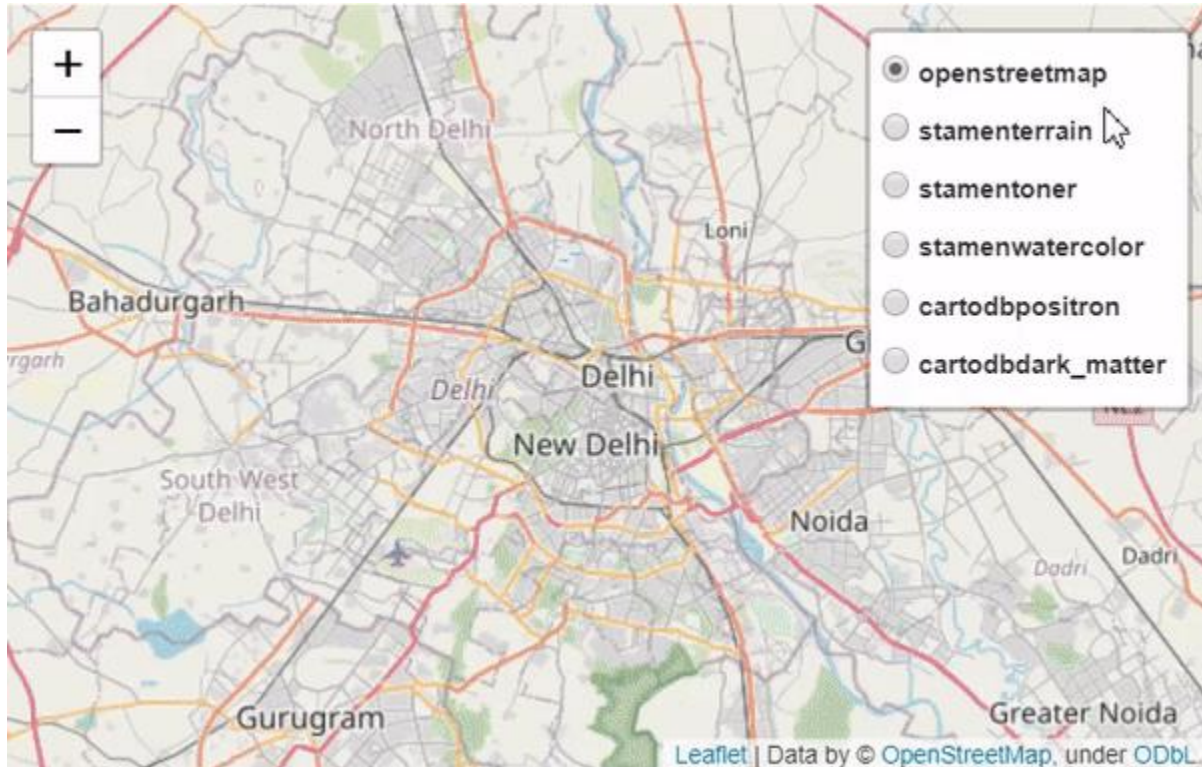 +
−
openstreetmap
stamenterrain
stamentoner
stamenwatercolor
cartodbpositron
cartodbdark_matter
North Delhi
Loni
Bahadurgarh
Delhi
Delhi
New Delhi
South West
Delhi
Noida
Dadri
Dadri
Gurugram
Greater Noida
Leaflet | Data by © OpenStreetMap, under ODbL.